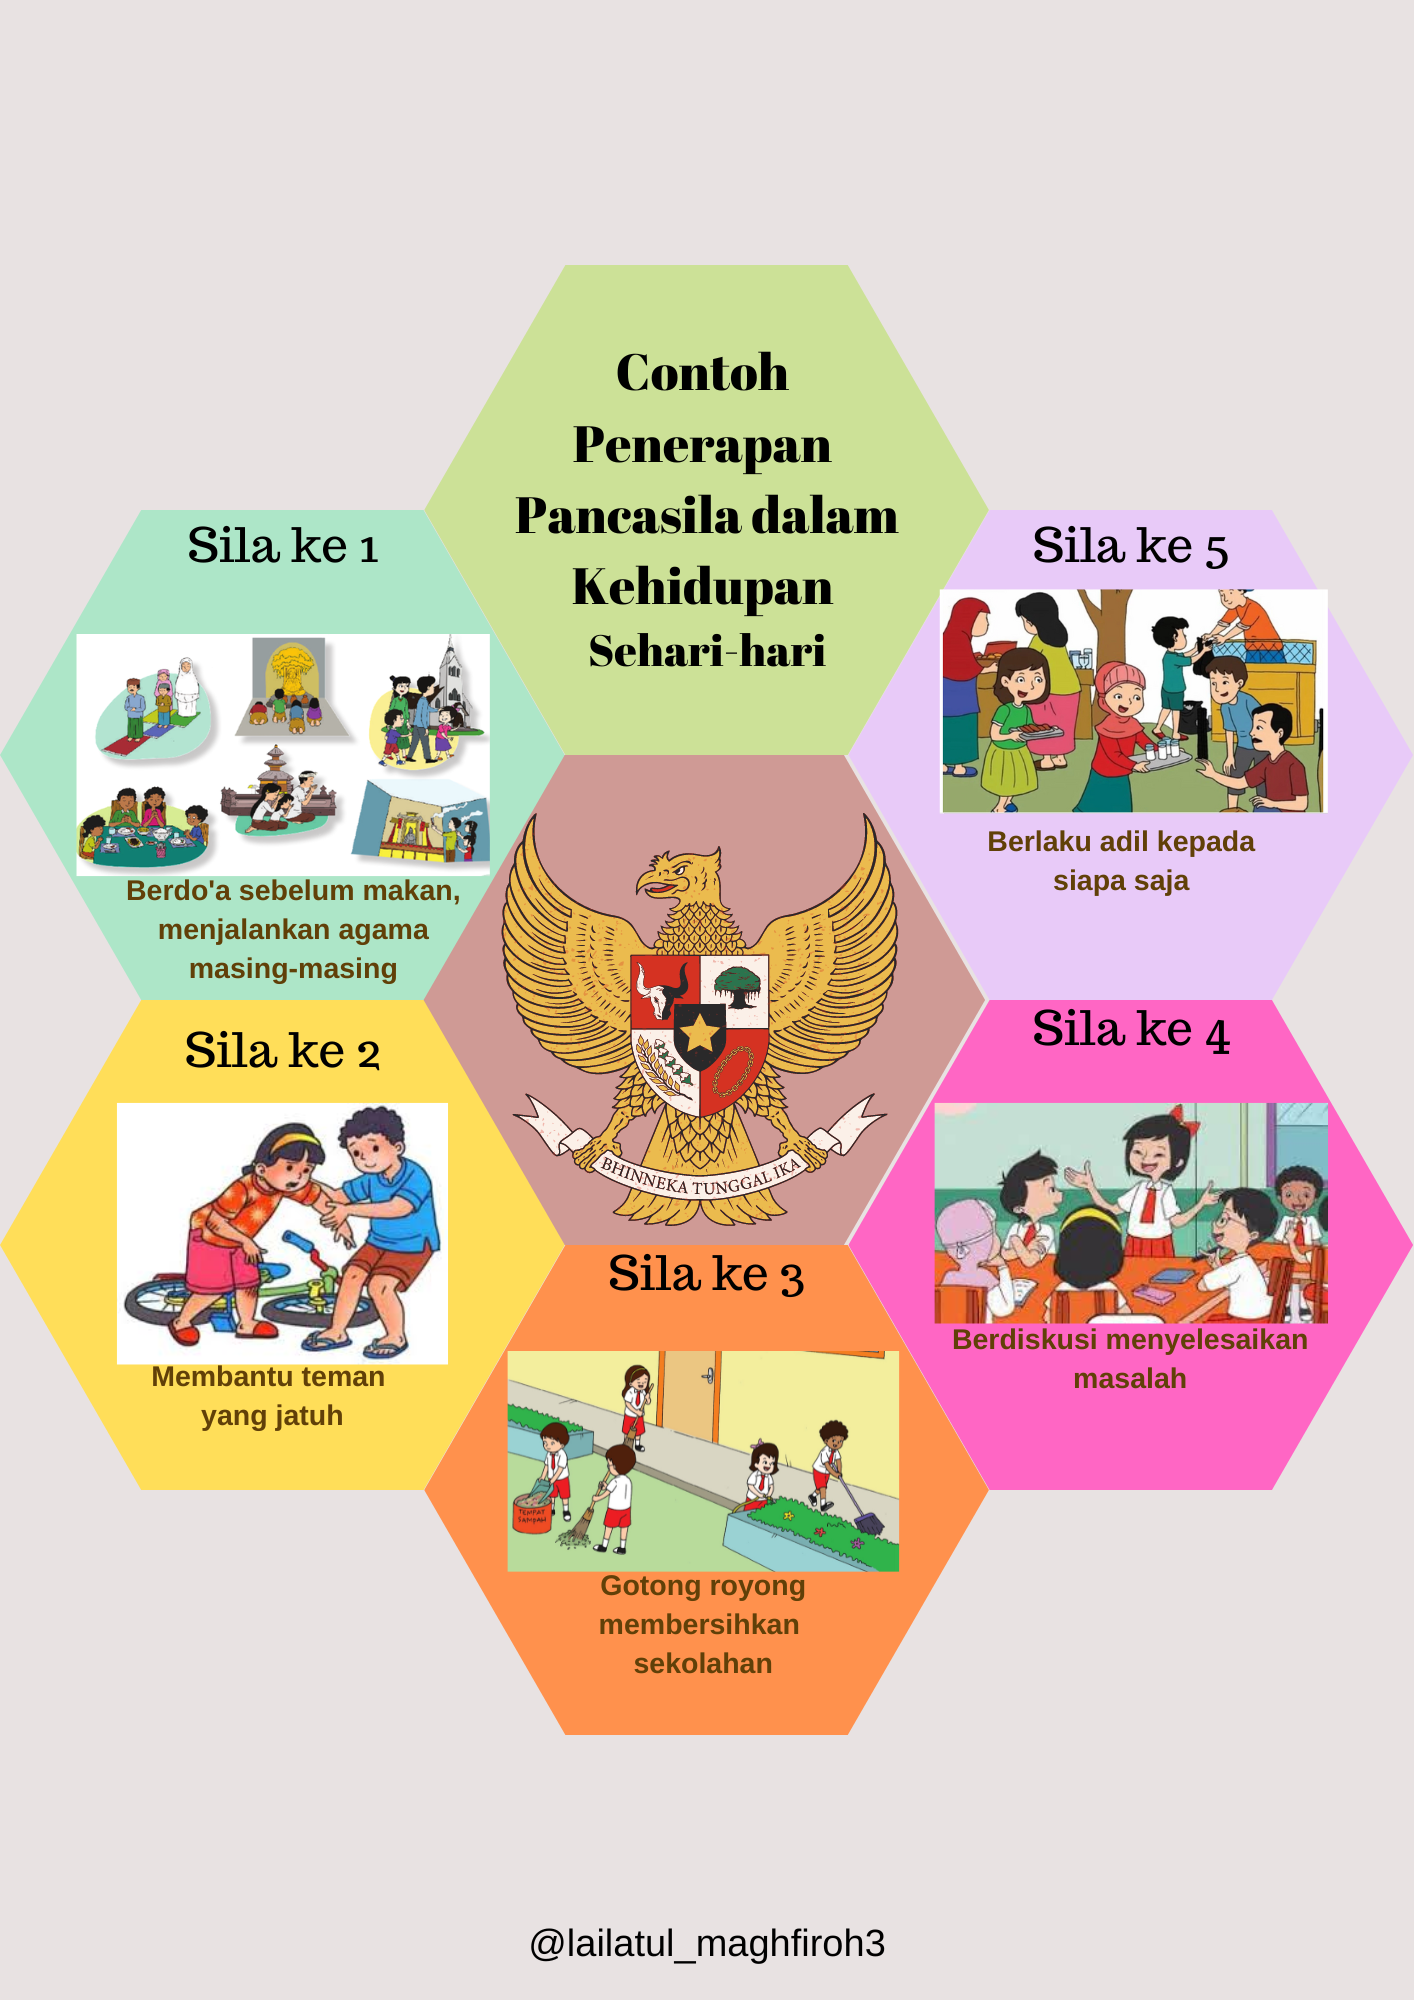 Contoh
Penerapan
Pancasila dalam
Kehidupan
Sehari-hari
Sila ke 1
Berdo'a sebelum makan,
menjalankan agama
masing-masing
Sila ke 2
Membantu teman
yang jatuh
Sila ke 3
TEMPAT
SAMPAH
Gotong royong
membersihkan
sekolahan
Sila ke 4
Berdiskusi menyelesaikan
masalah
Sila ke 5
Berlaku adil kepada
siapa saja
BHINNEKA TUNGGAL IKA
@lailatul_maghfiroh3